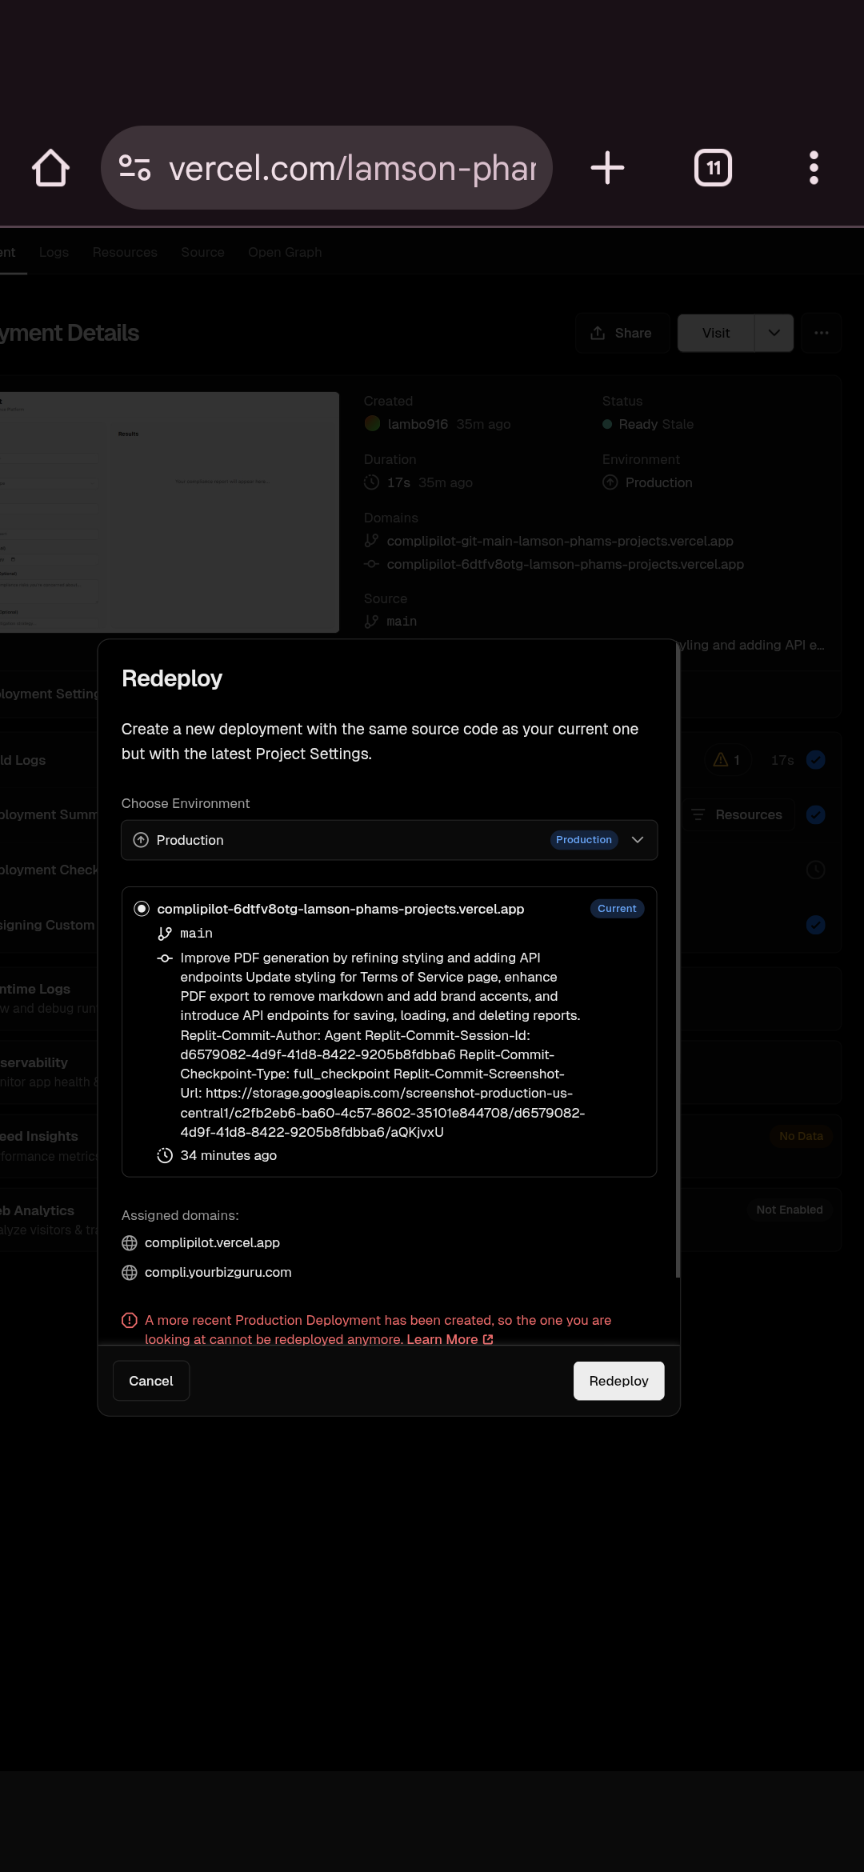 vercel.com/lamson-phar
11
nt
Logs
Resources
Source
Open Graph
yment Details
Share
Visit
Created
Status
lambo916 35m ago
Ready Stale
Results
Duration
Environment
17s 35m ago
Production
Domains
complipilot-git-main-lamson-phams-projects.vercel.app
complipilot-6dtfv8otg-lamson-phams-projects.vercel.app
Source
main
yling and adding API e...
loyment Setting
ld Logs
1
17s
loyment Summ
Resources
loyment Check
signing Custom
ntime Logs
w and debug run
servability
nitor app health &
eed Insights
No Data
formance metric
b Analytics
Not Enabled
alyze visitors & tra
Redeploy
Create a new deployment with the same source code as your current one
but with the latest Project Settings.
Choose Environment
Production
Production
complipilot-6dtfv8otg-lamson-phams-projects.vercel.app
Current
main
Improve PDF generation by refining styling and adding API
endpoints Update styling for Terms of Service page, enhance
PDF export to remove markdown and add brand accents, and
introduce API endpoints for saving, loading, and deleting reports.
Replit-Commit-Author: Agent Replit-Commit-Session-Id:
d6579082-4d9f-41d8-8422-9205b8fdbba6 Replit-Commit-
Checkpoint-Type: full_checkpoint Replit-Commit-Screenshot-
Url: https://storage.googleapis.com/screenshot-production-us-
central1/c2fb2eb6-ba60-4c57-8602-35101e844708/d6579082-
4d9f-41d8-8422-9205b8fdbba6/aQKjvxU
34 minutes ago
Assigned domains:
complipilot.vercel.app
compli.yourbizguru.com
A more recent Production Deployment has been created, so the one you are
looking at cannot be redeployed anymore. Learn More
Cancel
Redeploy